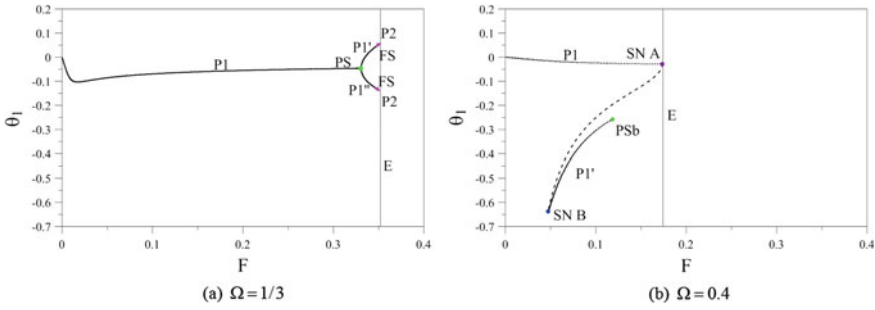 0.2
0.1
0
-0.1
-0.2
-0.3
-0.4
-0.5
-0.6
-0.7
θ1
P1
PS
P1'
P2
FS
FS
P1''
P2
E
0
0.1
0.2
0.3
0.4
F
(a) Ω=1/3
0.2
0.1
0
-0.1
-0.2
-0.3
-0.4
-0.5
-0.6
-0.7
θ1
P1
SN A
E
PSb
P1'
SN B
0
0.1
0.2
0.3
0.4
F
(b) Ω=0.4